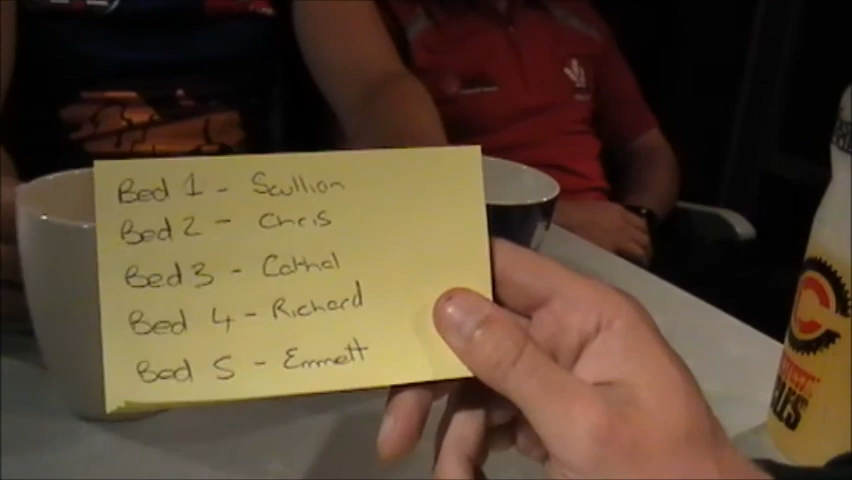 Bed 1 - Scullion
Bed 2 - Chris
Bed 3 - Cathal
Bed 4 - Richard
Bed 5 - Emmett